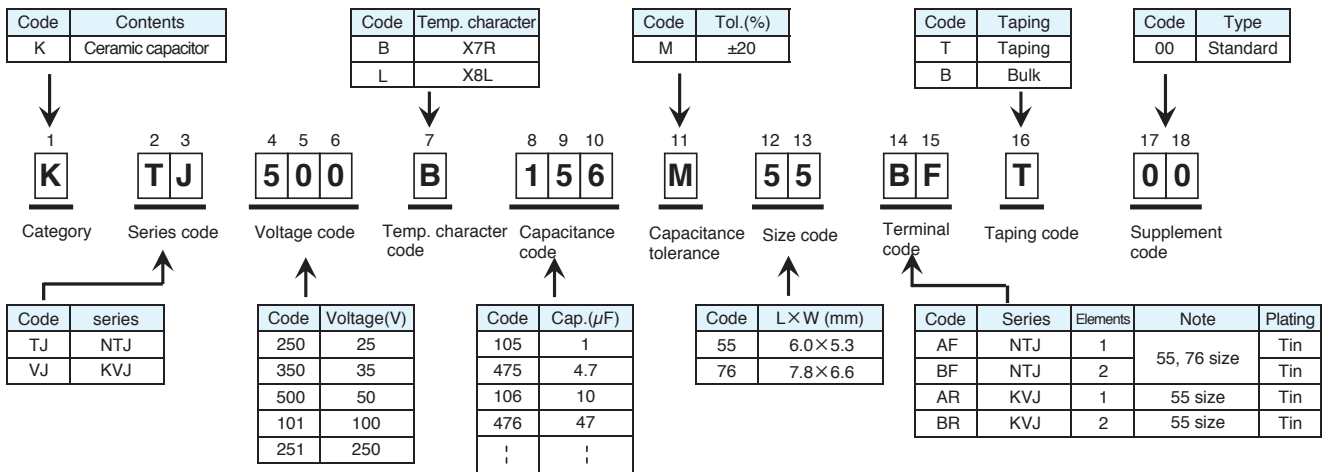 Code Contents
K Ceramic capacitor
Code Temp. character
B X7R
L X8L
Code Tol.(%)
M ±20
Code Taping
T Taping
B Bulk
Code Type
00 Standard
1 2 3 4 5 6 7 8 9 10 11 12 13 14 15 16 17 18
K T J 5 0 0 B 1 5 6 M 5 5 B F T 0 0
Category
Series code
Voltage code
Temp. character
code
Capacitance
code
Capacitance
tolerance
Size code
Terminal
code
Taping code
Supplement
code
Code series
TJ NTJ
VJ KVJ
Code Voltage(V)
250 25
350 35
500 50
101 100
251 250
Code Cap.(μF)
105 1
475 4.7
106 10
476 47
Code L×W (mm)
55 6.0×5.3
76 7.8×6.6
Code Series Elements Note Plating
AF NTJ 1 55, 76 size Tin
BF NTJ 2 Tin
AR KVJ 1 55 size Tin
BR KVJ 2 55 size Tin